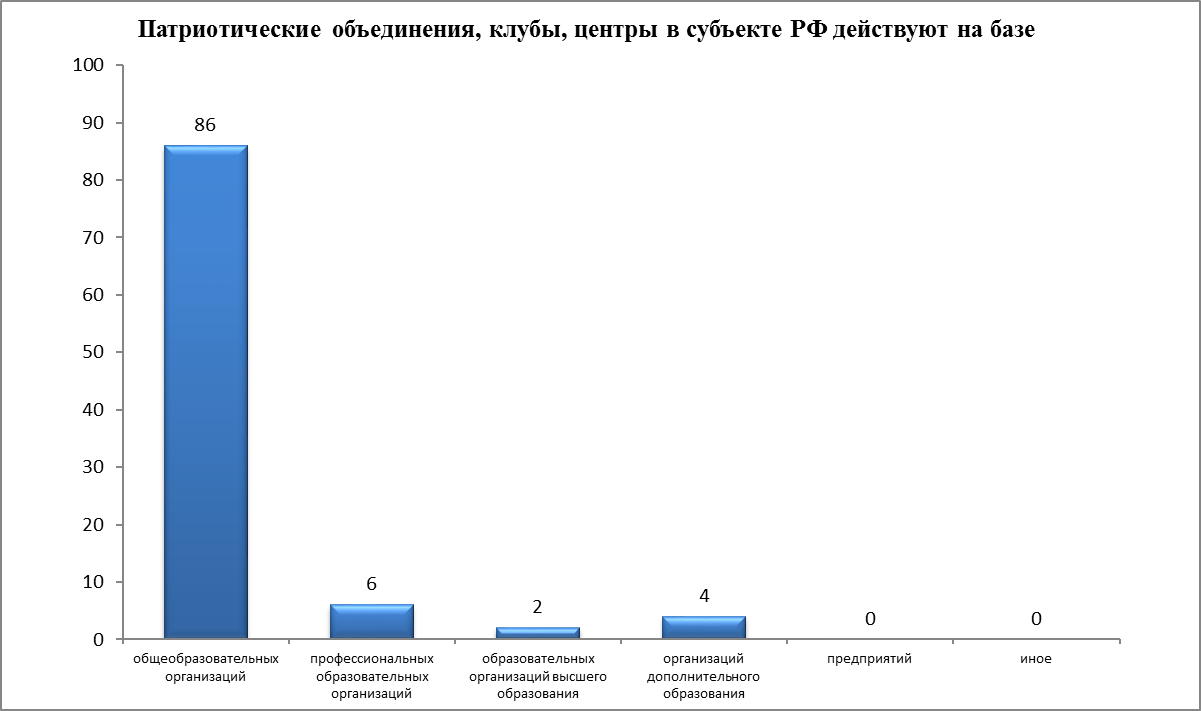 Патриотические объединения, клубы, центры в субъекте РФ действуют на базе
100
90
80
70
60
50
40
30
20
10
0
86
6
2
4
0
0
общеобразовательных
организаций
профессиональных
образовательных
организаций
образовательных
организаций высшего
образования
организаций
дополнительного
образования
предприятий
иное